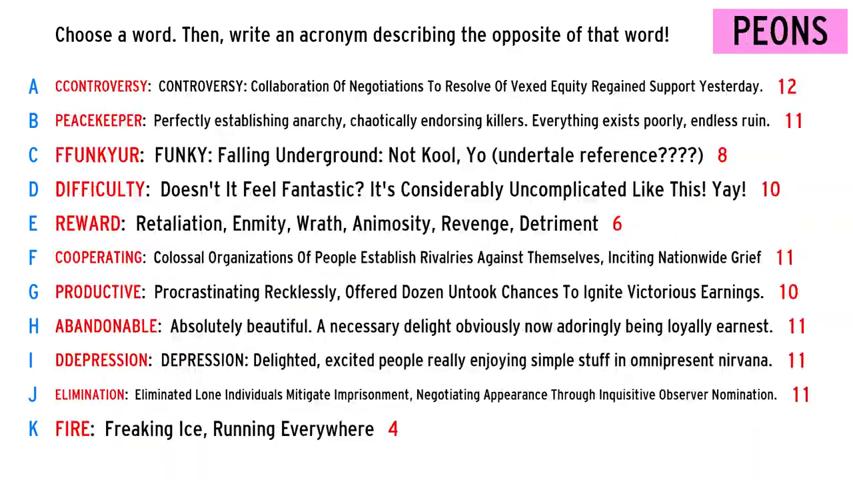 Choose a word. Then, write an acronym describing the opposite of that word!
PEONS
A CCONTROVERSY: CONTROVERSY: Collaboration Of Negotiations To Resolve Of Vexed Equity Regained Support Yesterday. 12
B PEACEKEEPER: Perfectly establishing anarchy, chaotically endorsing killers. Everything exists poorly, endless ruin. 11
C FFUNKYUR: FUNKY: Falling Underground: Not Kool, Yo (undertale reference????) 8
D DIFFICULTY: Doesn't It Feel Fantastic? It's Considerably Uncomplicated Like This! Yay! 10
E REWARD: Retaliation, Enmity, Wrath, Animosity, Revenge, Detriment 6
F COOPERATING: Colossal Organizations Of People Establish Rivalries Against Themselves, Inciting Nationwide Grief 11
G PRODUCTIVE: Procrastinating Recklessly, Offered Dozen Untook Chances To Ignite Victorious Earnings. 10
H ABANDONABLE: Absolutely beautiful. A necessary delight obviously now adoringly being loyally earnest. 11
I DDEPRESSION: DEPRESSION: Delighted, excited people really enjoying simple stuff in omnipresent nirvana. 11
J ELIMINATION: Eliminated Lone Individuals Mitigate Imprisonment, Negotiating Appearance Through Inquisitive Observer Nomination. 11
K FIRE: Freaking Ice, Running Everywhere 4